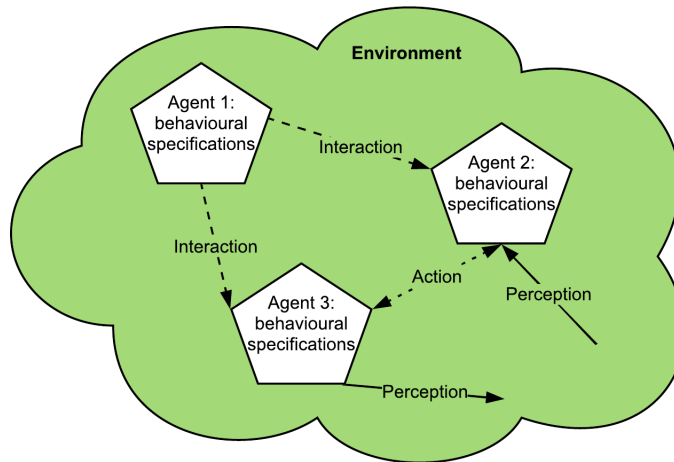 Environment
Agent 1:
behavioural
specifications
Interaction
Agent 2:
behavioural
specifications
Interaction
Action
Perception
Agent 3:
behavioural
specifications
Perception